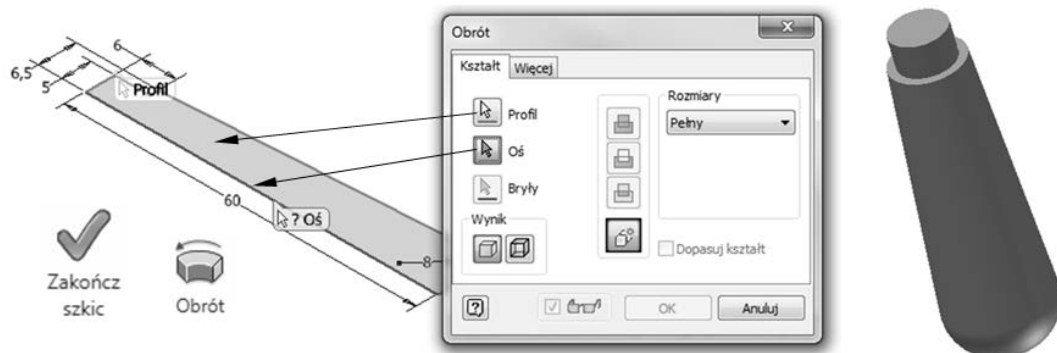 6
6,5
5
Profil
60
? Oś
8
Zakończ
szkic
Obrót
Obrót
x
Kształt
Więcej
Profil
Oś
Bryły
Wynik
Rozmiary
Pełny
Dopasuj kształt
?
OK
Anuluj